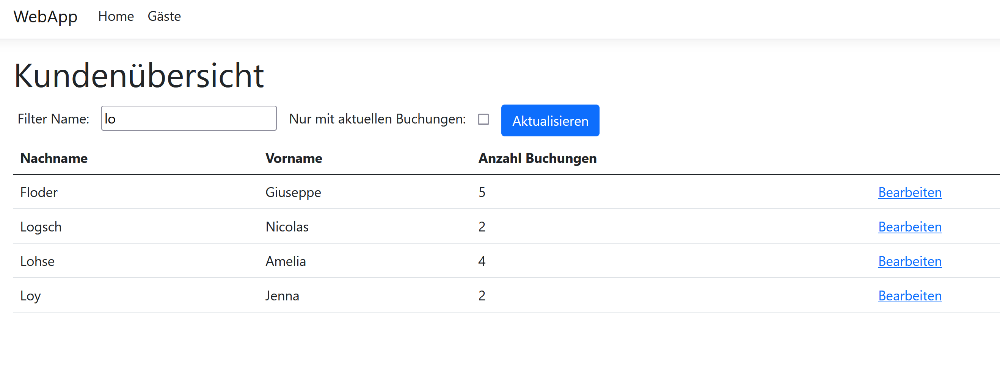 WebApp Home Gäste
Kundenübersicht
Filter Name: lo Nur mit aktuellen Buchungen: Aktualisieren
Nachname Vorname Anzahl Buchungen
Floder Giuseppe 5 Bearbeiten
Logsch Nicolas 2 Bearbeiten
Lohse Amelia 4 Bearbeiten
Loy Jenna 2 Bearbeiten